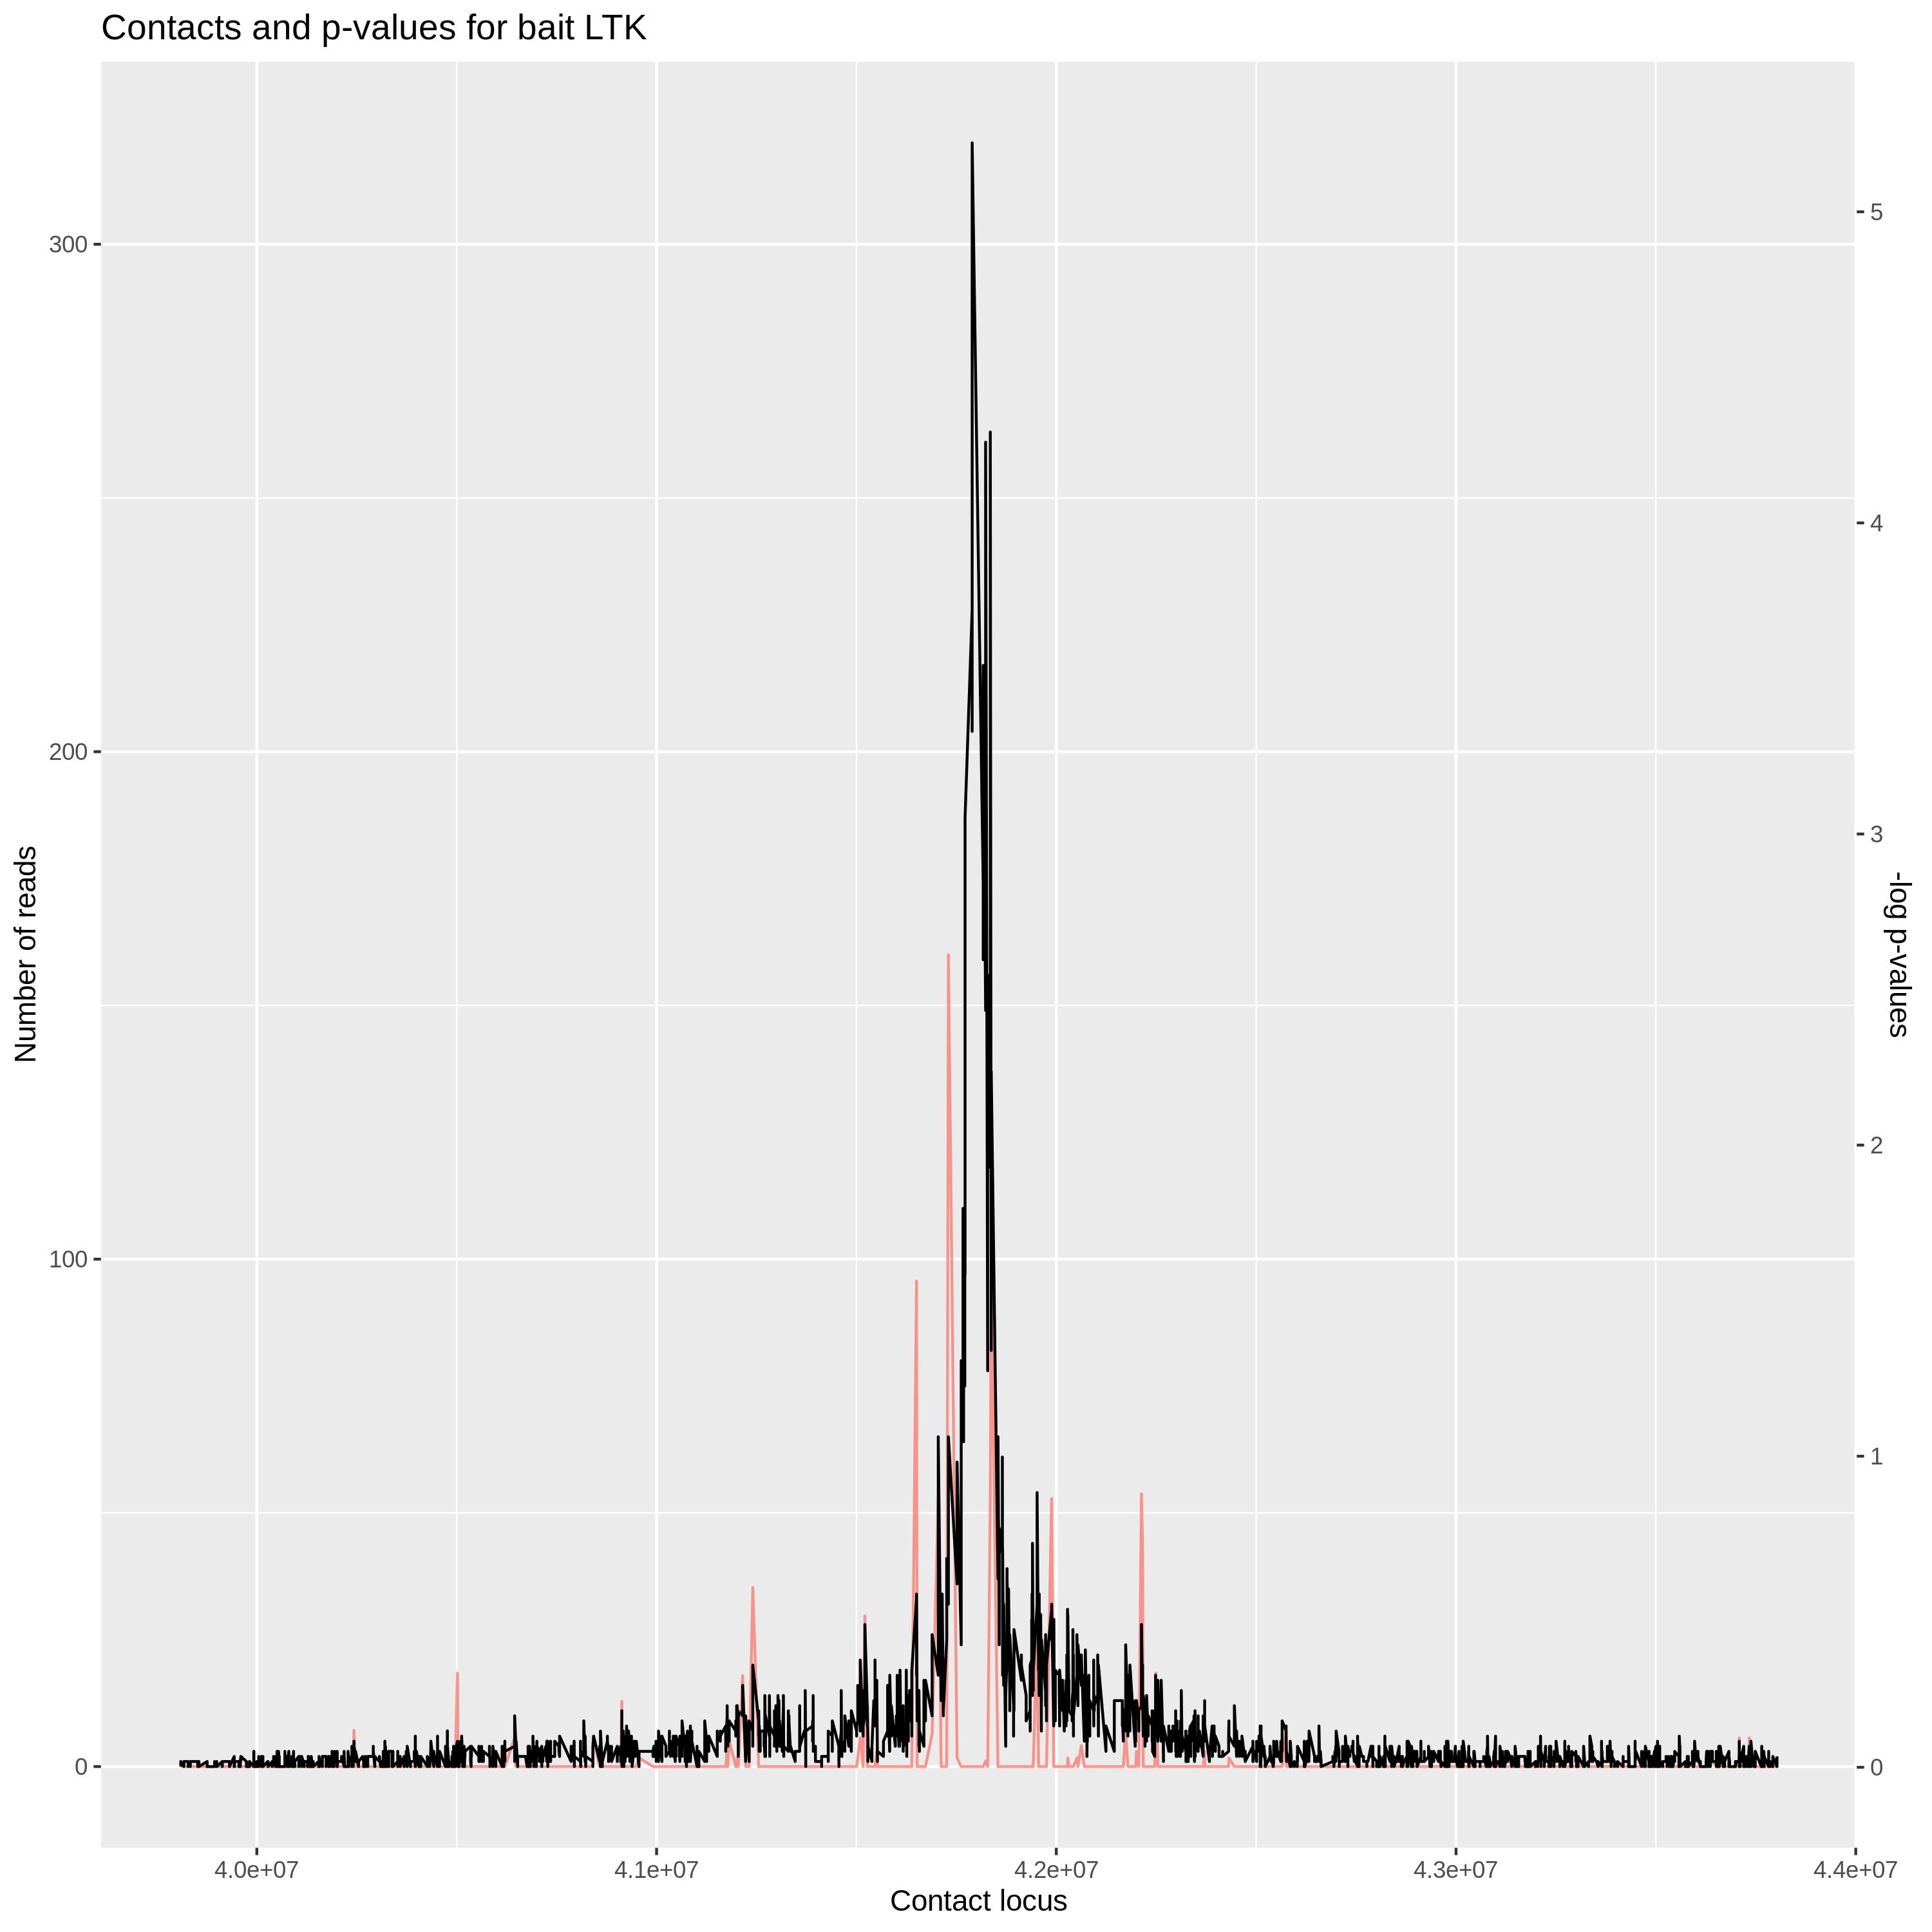 Contacts and p-values for bait LTK
300
200
100
0
Number of reads
5
4
3
2
1
0
-log p-values
4.0e+07
4.1e+07
4.2e+07
4.3e+07
4.4e+07
Contact locus